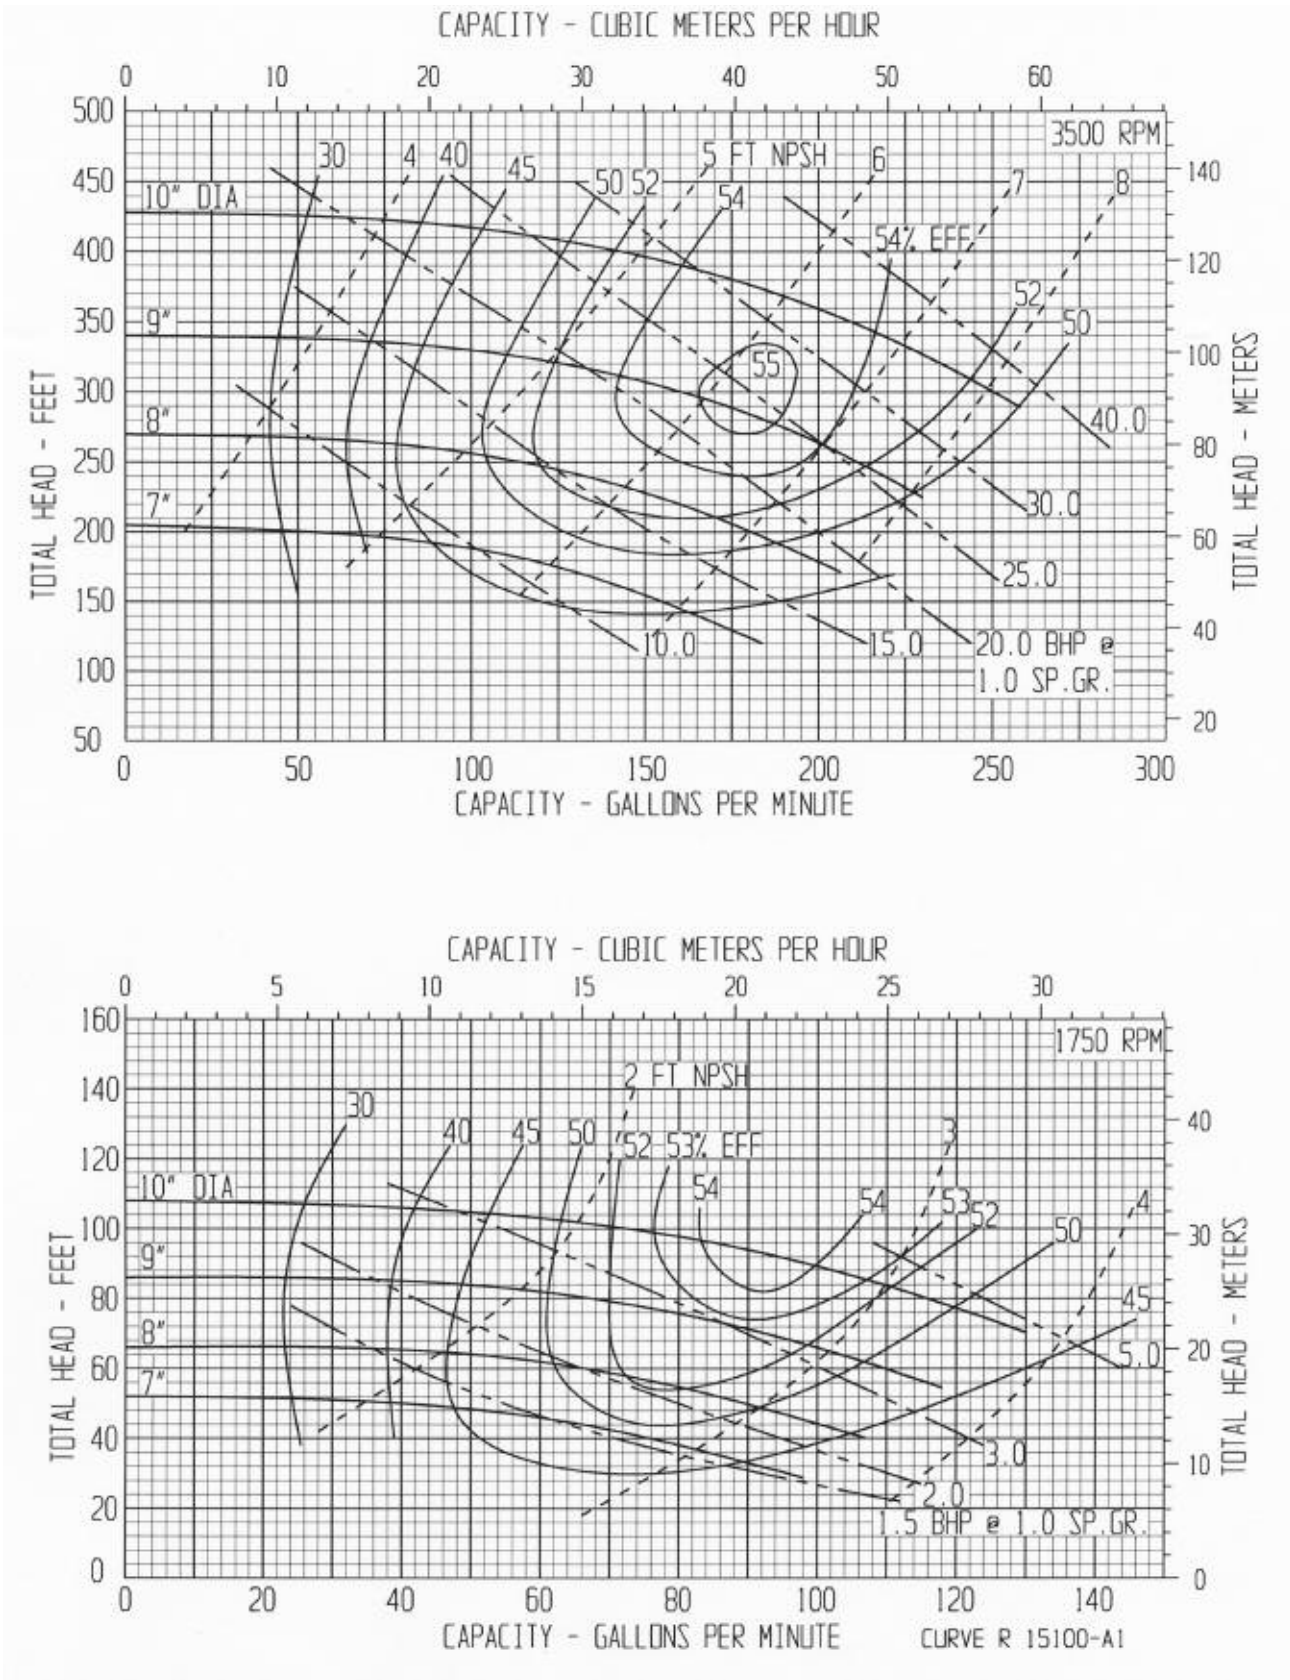 CAPACITY - CUBIC METERS PER HOUR
0 10 20 30 40 50 60
500
3500 RPM
30 4 40 45 50 52 5 FT NPSH 54 6 7 8
450
140
10" DIA
400
54% EFF
120
350
9"
52
50
100
55
300
8"
40.0
250
80
7"
30.0
200
60
25.0
150
10.0 15.0 20.0 BHP @
1.0 SP.GR.
40
100
20
50
TOTAL HEAD - FEET
TOTAL HEAD - METERS
0 50 100 150 200 250 300
CAPACITY - GALLONS PER MINUTE
CAPACITY - CUBIC METERS PER HOUR
0 5 10 15 20 25 30
160
1750 RPM
2 FT NPSH
140
30
40 45 50 52 53% EFF 3
40
120
10" DIA
54 54 53 52 4
100
50
30
9"
80
45
8"
20
60
5.0
7"
40
3.0
10
2.0
20
1.5 BHP @ 1.0 SP.GR.
0
0
TOTAL HEAD - FEET
TOTAL HEAD - METERS
0 20 40 60 80 100 120 140
CAPACITY - GALLONS PER MINUTE
CURVE R 15100-A1